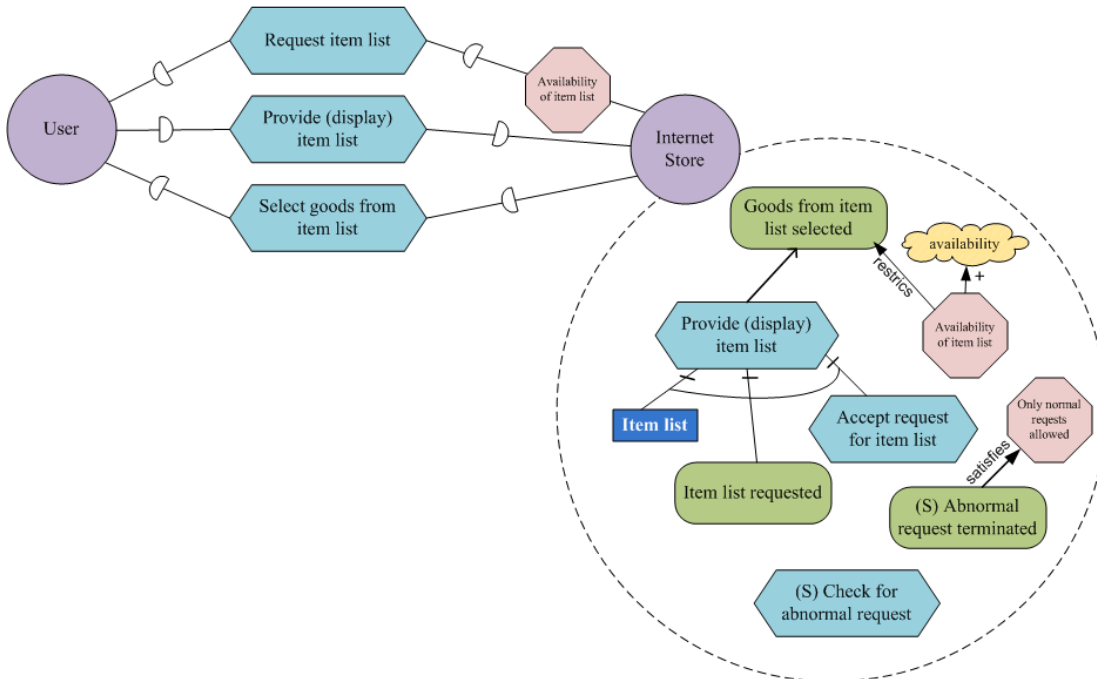 Request item list
Availability
of item list
User
Provide (display)
item list
Internet
Store
Select goods from
item list
Goods from item
list selected
availability
restrics
+
Provide (display)
item list
Availability
of item list
Item list
Accept request
for item list
Only normal
reqests
allowed
satisfies
Item list requested
(S) Abnormal
request terminated
(S) Check for
abnormal request